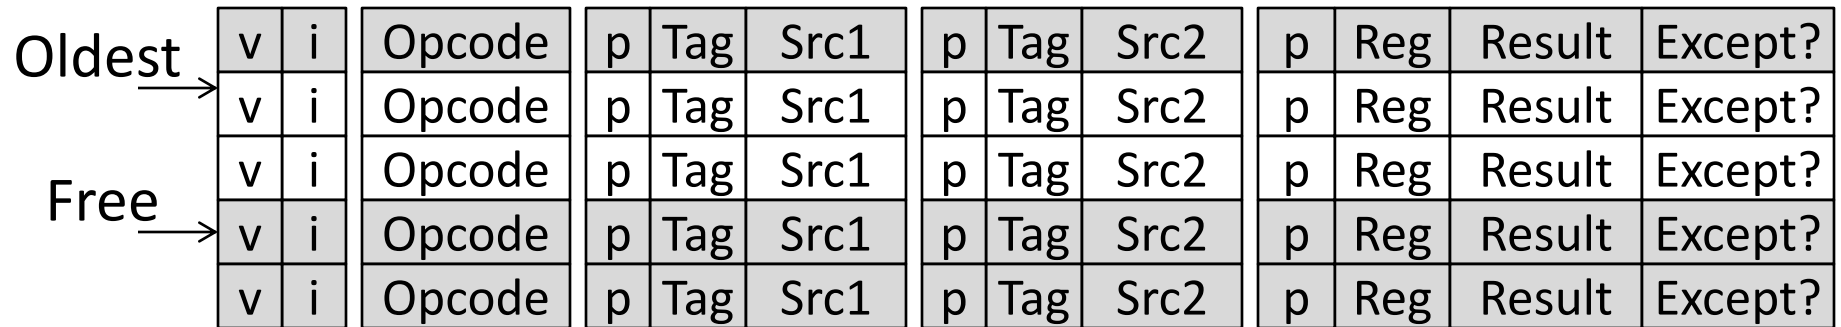 v i Opcode p Tag Src1 p Tag Src2 p Reg Result Except?
Oldest
v i Opcode p Tag Src1 p Tag Src2 p Reg Result Except?
v i Opcode p Tag Src1 p Tag Src2 p Reg Result Except?
Free
v i Opcode p Tag Src1 p Tag Src2 p Reg Result Except?
v i Opcode p Tag Src1 p Tag Src2 p Reg Result Except?